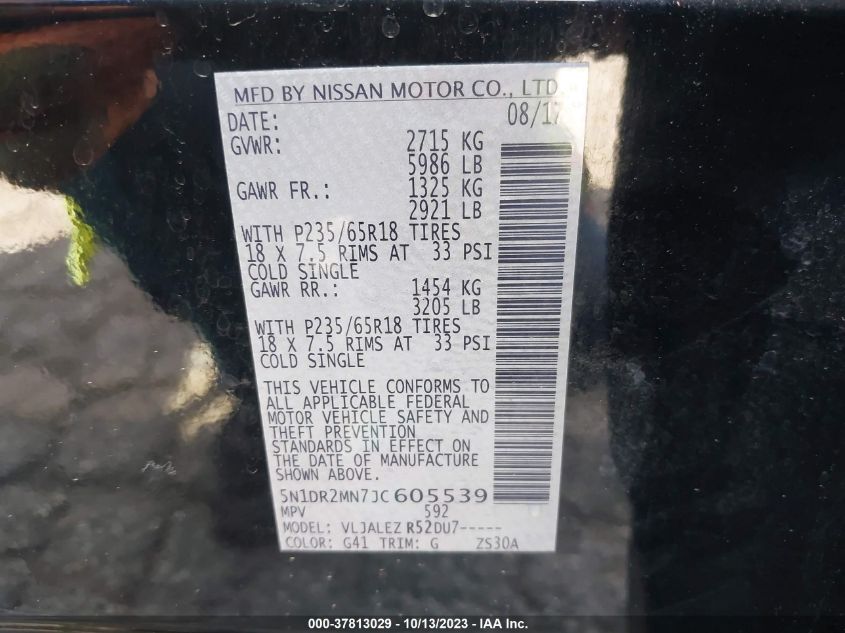 MFD BY NISSAN MOTOR CO., LTD.
DATE: 08/17
GVWR: 2715 KG
5986 LB
GAWR FR.: 1325 KG
2921 LB
WITH P235/65R18 TIRES
18 X 7.5 RIMS AT 33 PSI
COLD SINGLE
GAWR RR.: 1454 KG
3205 LB
WITH P235/65R18 TIRES
18 X 7.5 RIMS AT 33 PSI
COLD SINGLE
THIS VEHICLE CONFORMS TO
ALL APPLICABLE FEDERAL
MOTOR VEHICLE SAFETY AND
THEFT PREVENTION
STANDARDS IN EFFECT ON
THE DATE OF MANUFACTURE
SHOWN ABOVE.
5N1DR2MN7JC605539
MPV 592
MODEL: VLJALEZ R52DU7-----
COLOR: G41 TRIM: G ZS30A
000-37813029 - 10/13/2023 - IAA Inc.